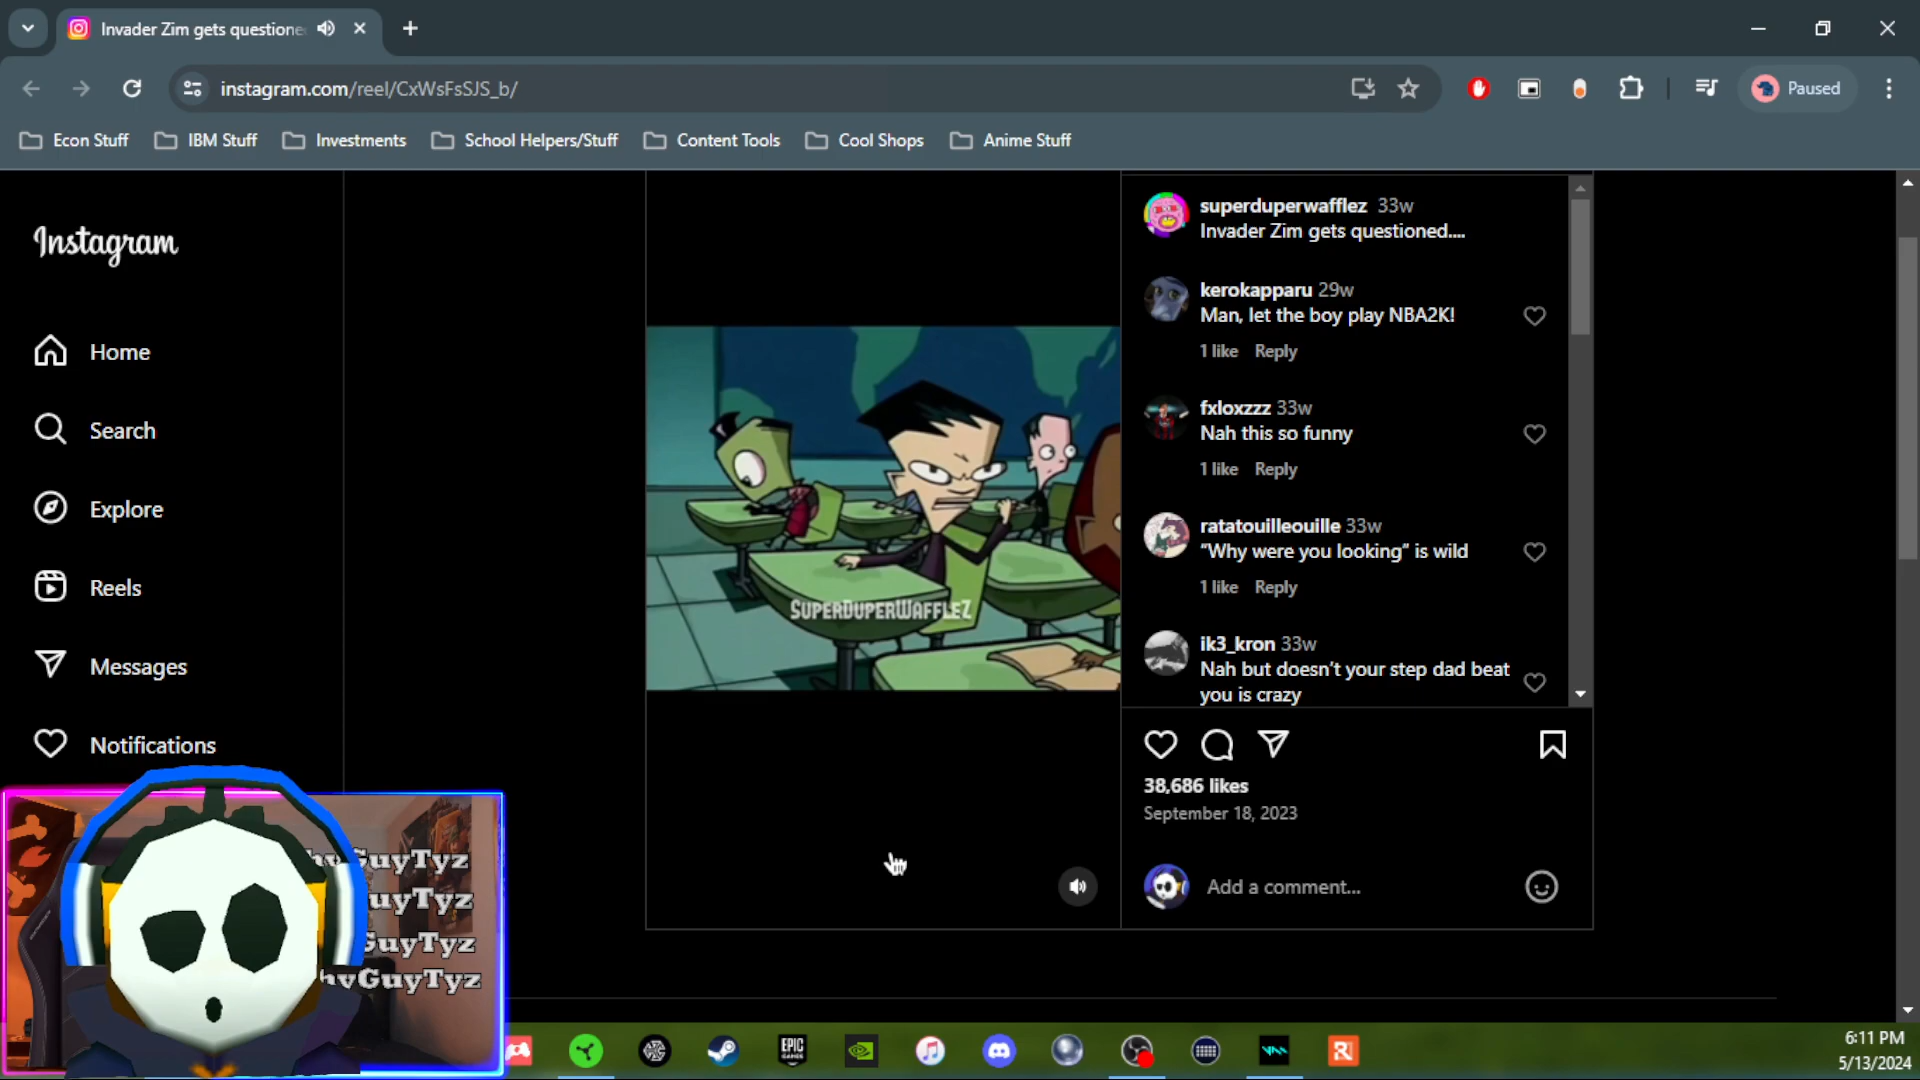 Invader Zim gets questione
instagram.com/reel/CxWsFsSJS_b/
Paused
Econ Stuff
IBM Stuff
Investments
School Helpers/Stuff
Content Tools
Cool Shops
Anime Stuff
Instagram
Home
Search
Explore
Reels
Messages
Notifications
SuperDuperWaffleZ
superduperwafflez 33w
Invader Zim gets questioned....
kerokapparu 29w
Man, let the boy play NBA2K!
1 like Reply
fxloxzzz 33w
Nah this so funny
1 like Reply
ratatouilleouille 33w
“Why were you looking” is wild
1 like Reply
ik3_kron 33w
Nah but doesn’t your step dad beat
you is crazy
38,686 likes
September 18, 2023
Add a comment...
hyGuyTyz
uyTyz
GuyTyz
hyGuyTyz
EPIC
GAMES
6:11 PM
5/13/2024